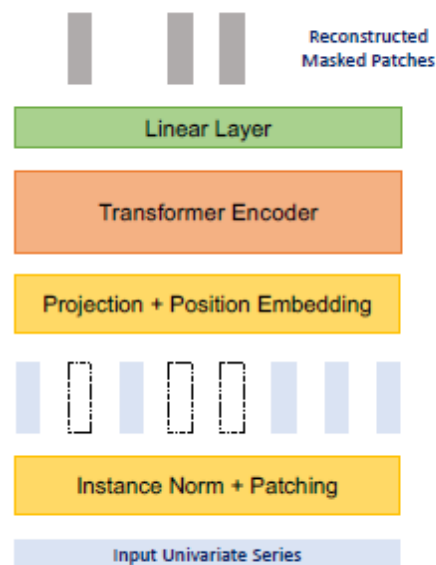 Reconstructed
Masked Patches
Linear Layer
Transformer Encoder
Projection + Position Embedding
Instance Norm + Patching
Input Univariate Series